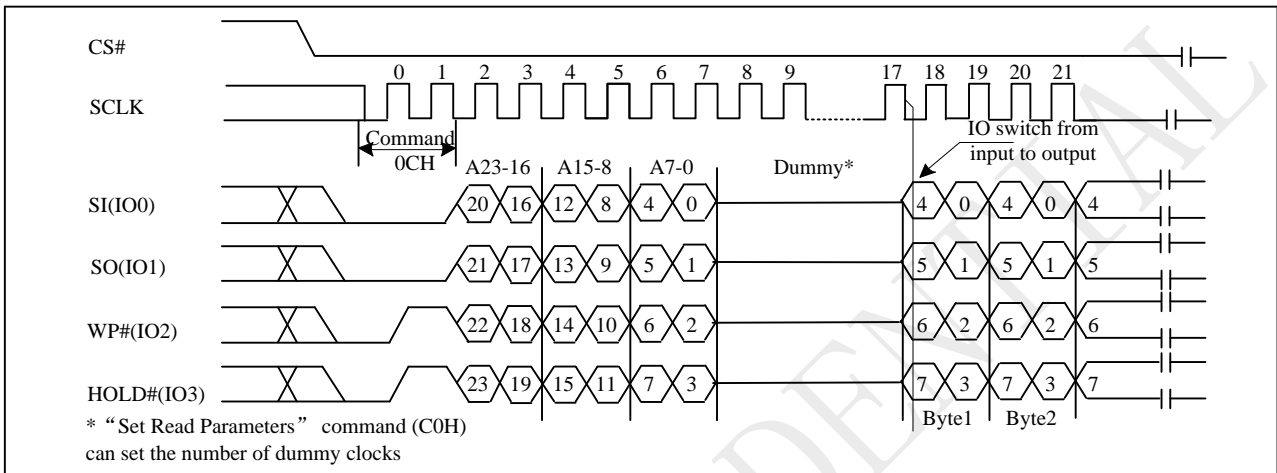 CS#
0 1 2 3 4 5 6 7 8 9 17 18 19 20 21
SCLK
Command
0CH
IO switch from
input to output
A23-16 A15-8 A7-0 Dummy*
SI(IO0) 20 16 12 8 4 0 4 0 4 0 4
SO(IO1) 21 17 13 9 5 1 5 1 5 1 5
WP#(IO2) 22 18 14 10 6 2 6 2 6 2 6
HOLD#(IO3) 23 19 15 11 7 3 7 3 7 3 7
Byte1 Byte2
* “Set Read Parameters” command (C0H)
can set the number of dummy clocks